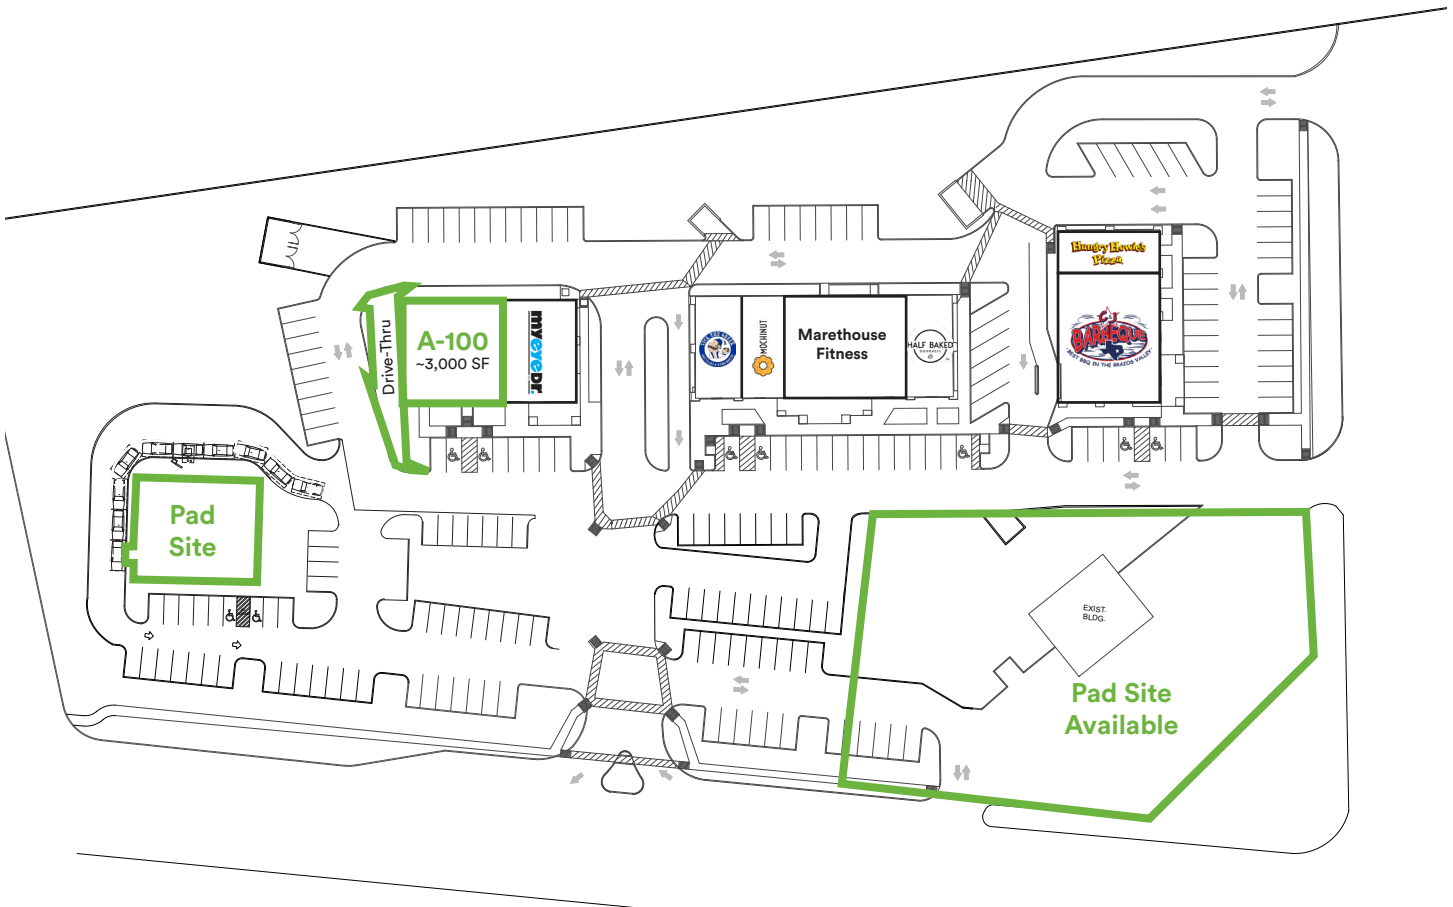 Hungry Howie's
Pizza
Drive-Thru
A-100
~3,000 SF
myeyeDr.
MOCHINUT
Marethouse
Fitness
HALF BAKED
GOODNESS
C&J
BARBEQUE
BEST BBQ IN THE BRAZOS VALLEY
Pad
Site
EXIST.
BLDG.
Pad Site
Available